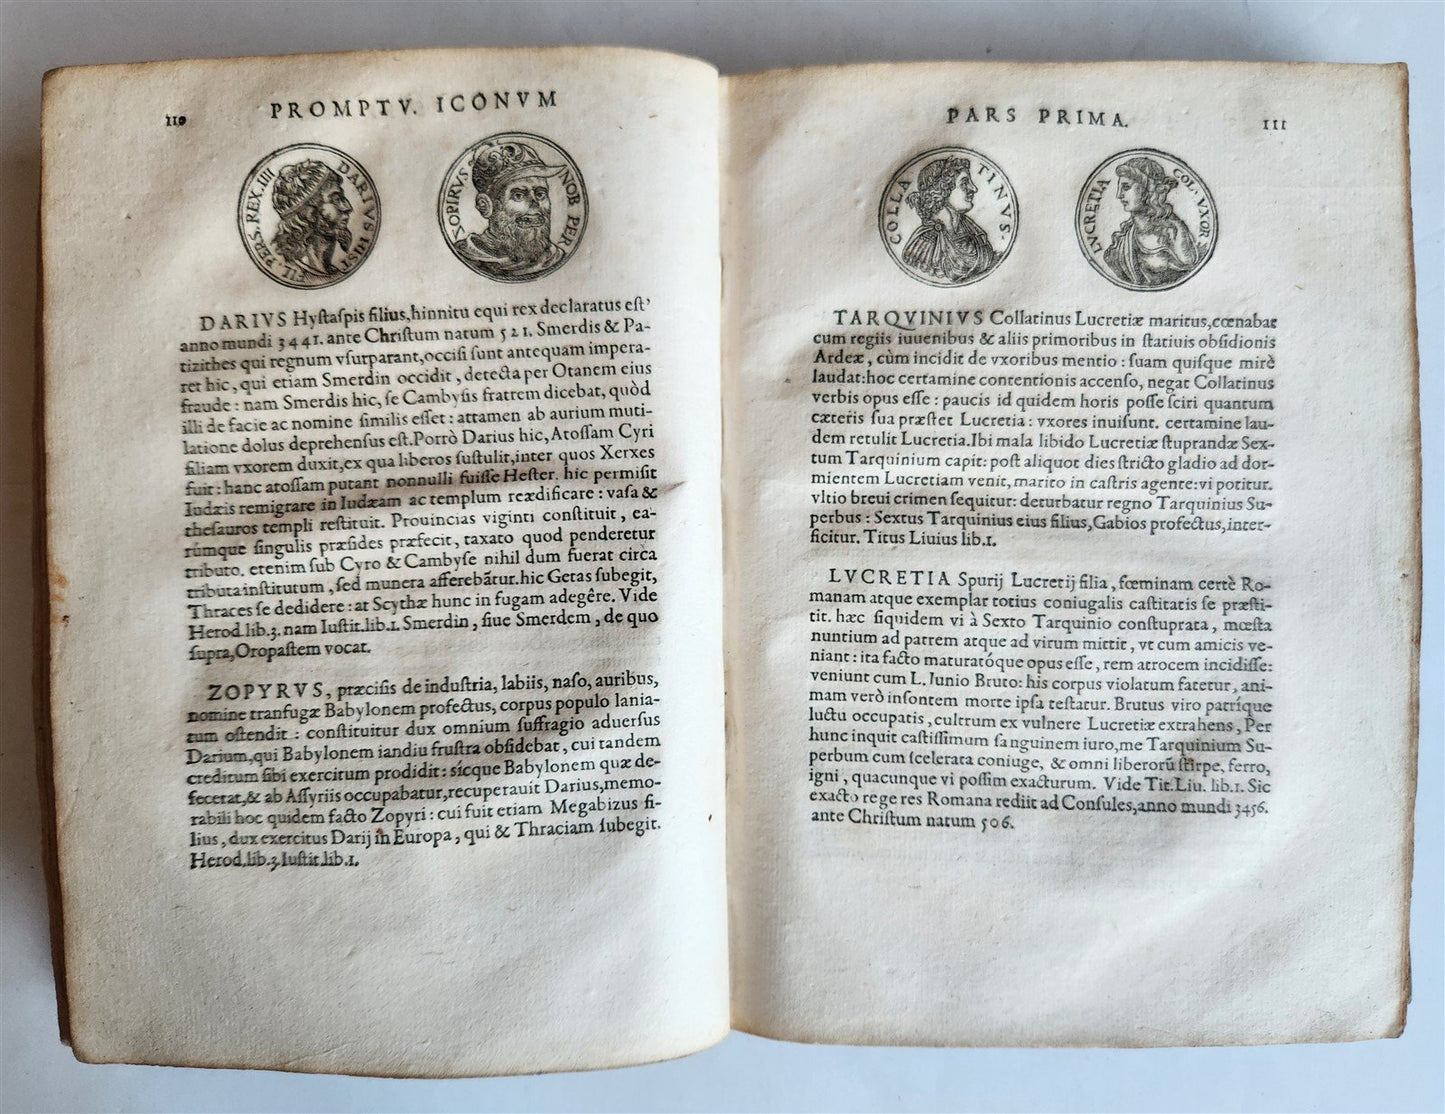 110
PROMPTV. ICONVM
DARIVS HIST
FIL. PERS. REX. IIII
ZOPIRVS
NOB PER
DARIVS Hyſtaſpis filius,hinnitu equi rex declaratus eſt’
anno mundi 3441. ante Chriſtum natum 521. Smerdis & Pa-
tizithes qui regnum vſurparant,occiſi ſunt antequam impera-
ret hic, qui etiam Smerdin occidit, detecta per Otanem eius
fraude: nam Smerdis hic, ſe Cambyſis fratrem dicebat, quòd
illi de facie ac nomine ſimilis eſſet: attamen ab aurium muti-
latione dolus deprehenſus eſt.Porrò Darius hic,Atoſſam Cyri
filiam vxorem duxit,ex qua liberos ſuſtulit,inter quos Xerxes
fuit: hanc atoſſam putant nonnulli fuiſſe Heſter. hic permiſit
Iudæis remigrare in Iudæam ac templum reædificare: vaſa &
theſauros templi reſtituit. Prouincias viginti conſtituit, ea-
rúmque ſingulis præſides præfecit, taxato quod penderetur
tributo. etenim ſub Cyro & Cambyſe nihil dum fuerat circa
tributa inſtitutum, ſed munera afferebãtur.hic Getas ſubegit,
Thraces ſe dedidere: at Scythæ hunc in fugam adegêre. Vide
Herod.lib.3. nam Iuſtit.lib.1. Smerdin, ſiue Smerdem, de quo
ſupra,Oropaſtem vocat.
ZOPYRVS, præciſis de induſtria, labiis, naſo, auribus,
nomine tranſugæ Babylonem profectus, corpus populo lania-
tum oſtendit: conſtituitur dux omnium ſuffragio aduerſus
Darium,qui Babylonem iandiu fruſtra obſidebat, cui tandem
creditum ſibi exercitum prodidit: sícque Babylonem quæ de-
fecerat,& ab Aſſyriis occupabatur,recuperauit Darius,memo-
rabili hoc quidem facto Zopyri: cui fuit etiam Megabizus fi-
lius, dux exercitus Darij in Europa, qui & Thraciam ſubegit.
Herod.lib.3.Iuſtit.lib.1.
PARS PRIMA.
111
COLLA TINVS.
LVCRETIA
COL. VXOR
TARQVINIVS Collatinus Lucretiæ maritus,cœnabat
cum regiis iuuenibus & aliis primoribus in ſtatiuis obſidionis
Ardeæ, cùm incidit de vxoribus mentio: ſuam quiſque mirè
laudat:hoc certamine contentionis accenſo, negat Collatinus
verbis opus eſſe: paucis id quidem horis poſſe ſciri quantum
cæteris ſua præſtet Lucretia: vxores inuiſunt. certamine lau-
dem retulit Lucretia.Ibi mala libido Lucretiæ ſtuprandæ Sex-
tum Tarquinium capit: poſt aliquot dies ſtricto gladio ad dor-
mientem Lucretiam venit, marito in caſtris agente:vi potitur.
vltio breui crimen ſequitur: deturbatur regno Tarquinius Su-
perbus: Sextus Tarquinius eius filius,Gabios profectus,inter-
ficitur. Titus Liuius lib.1.
LVCRETIA Spurij Lucretij filia, fœminam certè Ro-
manam atque exemplar totius coniugalis caſtitatis ſe præſti-
tit. hæc ſiquidem vi à Sexto Tarquinio conſtuprata, mœſta
nuntium ad patrem atque ad virum mittit, vt cum amicis ve-
niant: ita facto maturatóque opus eſſe, rem atrocem incidiſſe:
veniunt cum L. Iunio Bruto: his corpus violatum fatetur, ani-
mam verò inſontem morte ipſa teſtatur. Brutus viro patrique
luctu occupatis, cultrum ex vulnere Lucretiæ extrahens, Per
hunc inquit caſtiſſimum ſanguinem iuro,me Tarquinium Su-
perbum cum ſcelerata coniuge, & omni liberorũ ſtirpe, ferro,
igni, quacunque vi poſſim exacturum. Vide Tit.Liu. lib.1. Sic
exacto rege res Romana rediit ad Conſules,anno mundi 3456.
ante Chriſtum natum 506.